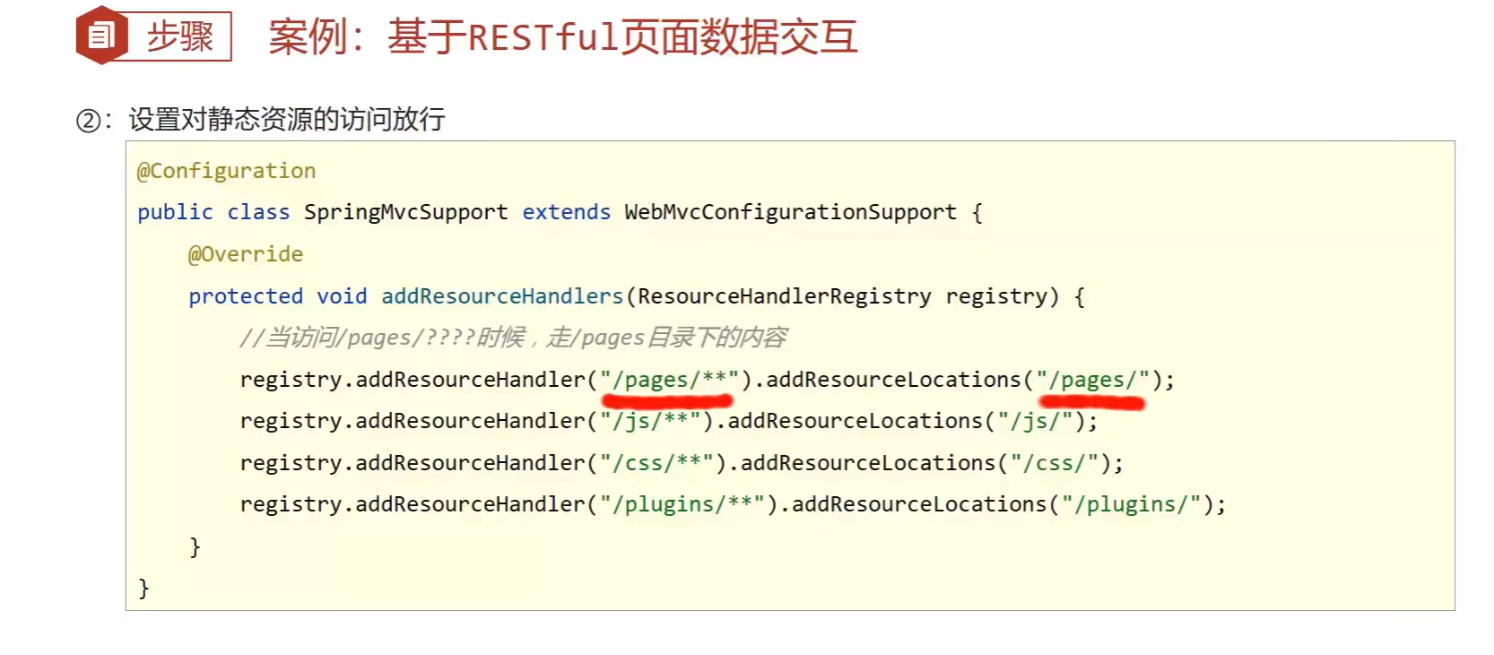 步骤 案例：基于RESTful页面数据交互
②：设置对静态资源的访问放行
@Configuration
public class SpringMvcSupport extends WebMvcConfigurationSupport {
@Override
protected void addResourceHandlers(ResourceHandlerRegistry registry) {
//当访问/pages/????时候，走/pages目录下的内容
registry.addResourceHandler("/pages/**").addResourceLocations("/pages/");
registry.addResourceHandler("/js/**").addResourceLocations("/js/");
registry.addResourceHandler("/css/**").addResourceLocations("/css/");
registry.addResourceHandler("/plugins/**").addResourceLocations("/plugins/");
}
}